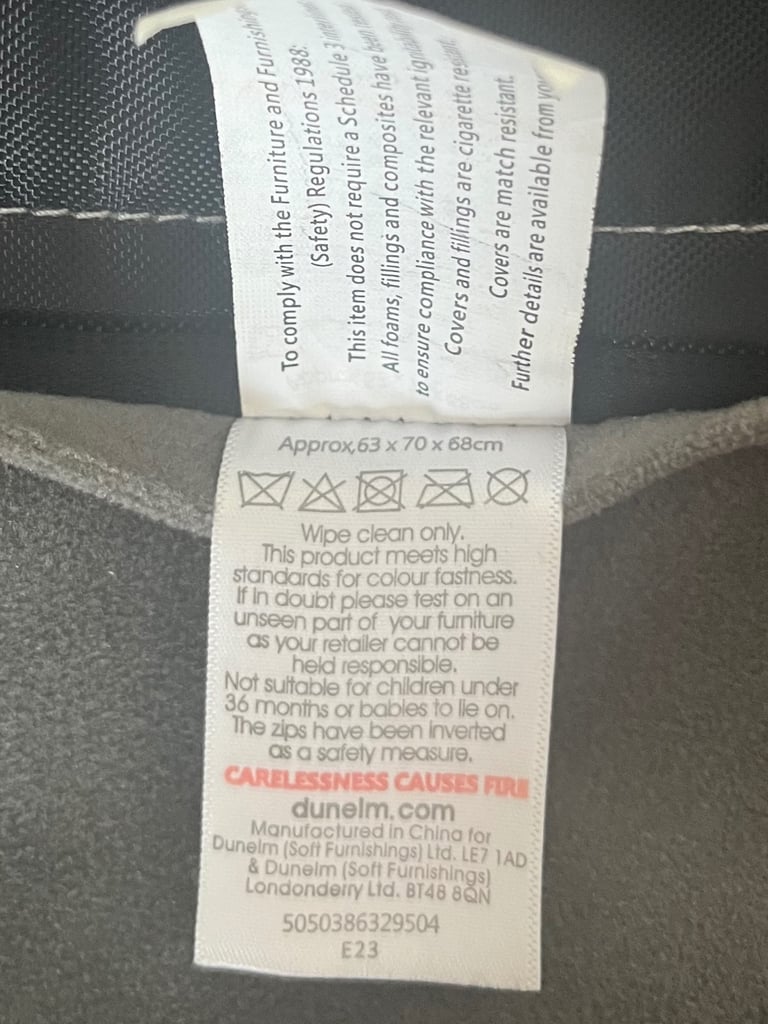 To comply with the Furniture and
(Safety) Regulations 1988:
This item does not require a Schedule 3
All foams, fillings and composites have been
to ensure compliance with the relevant
Covers and fillings are cigarette
Covers are match resistant.
Further details are available from
Approx,63 x 70 x 68cm
Wipe clean only.
This product meets high
standards for colour fastness.
If in doubt please test on an
unseen part of your furniture
as your retailer cannot be
held responsible.
Not suitable for children under
36 months or babies to lie on.
The zips have been inverted
as a safety measure.
CARELESSNESS CAUSES FIRE
dunelm.com
Manufactured in China for
Dunelm (Soft Furnishings) Ltd. LE7 1AD
& Dunelm (Soft Furnishings)
Londonderry Ltd. BT48 8QN
5050386329504
E23